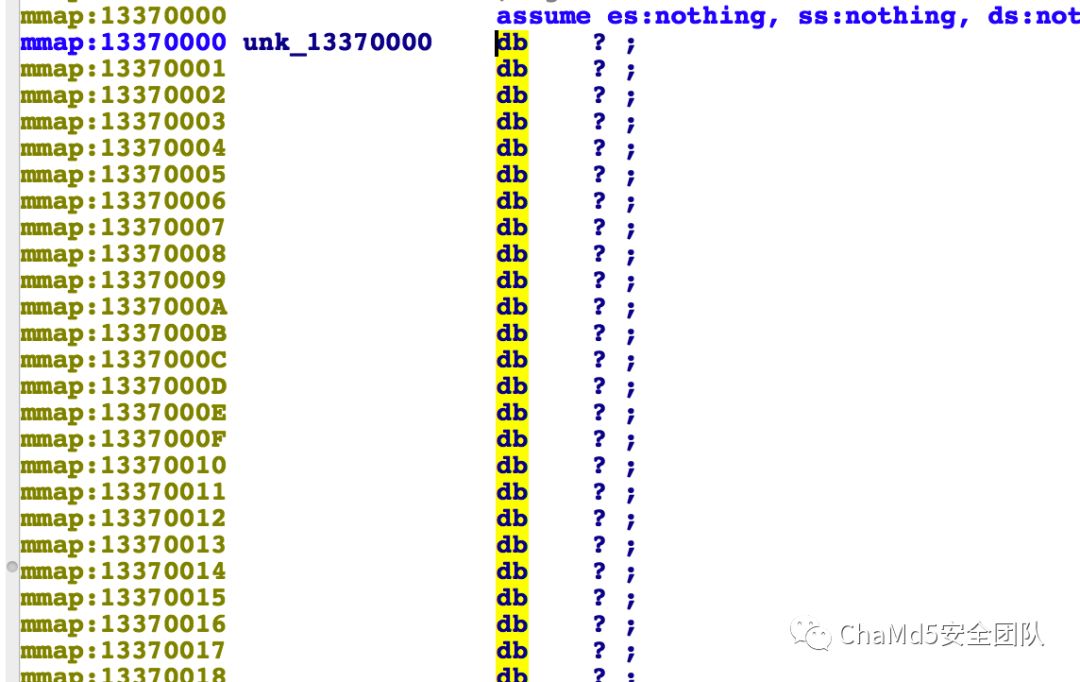 mmap:13370000 assume es:nothing, ss:nothing, ds:not
mmap:13370000 unk_13370000 db ? ;
mmap:13370001 db ? ;
mmap:13370002 db ? ;
mmap:13370003 db ? ;
mmap:13370004 db ? ;
mmap:13370005 db ? ;
mmap:13370006 db ? ;
mmap:13370007 db ? ;
mmap:13370008 db ? ;
mmap:13370009 db ? ;
mmap:1337000A db ? ;
mmap:1337000B db ? ;
mmap:1337000C db ? ;
mmap:1337000D db ? ;
mmap:1337000E db ? ;
mmap:1337000F db ? ;
mmap:13370010 db ? ;
mmap:13370011 db ? ;
mmap:13370012 db ? ;
mmap:13370013 db ? ;
mmap:13370014 db ? ;
mmap:13370015 db ? ;
mmap:13370016 db ? ;
mmap:13370017 db ? ;
mmap:13370018 db ? ;
ChaMd5安全团队